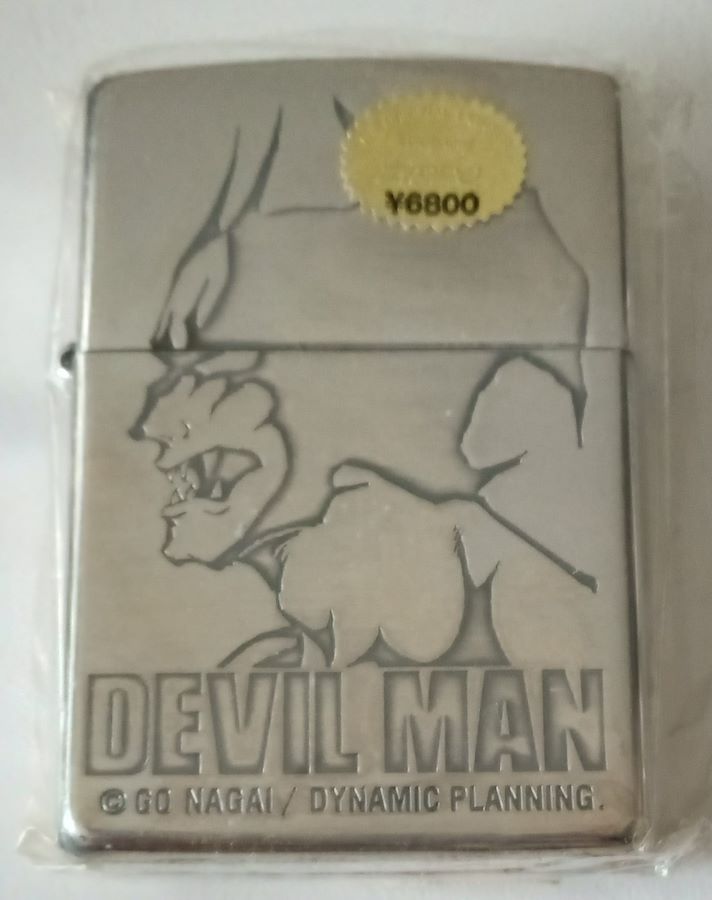 ¥6800
DEVIL MAN
© GO NAGAI / DYNAMIC PLANNING.